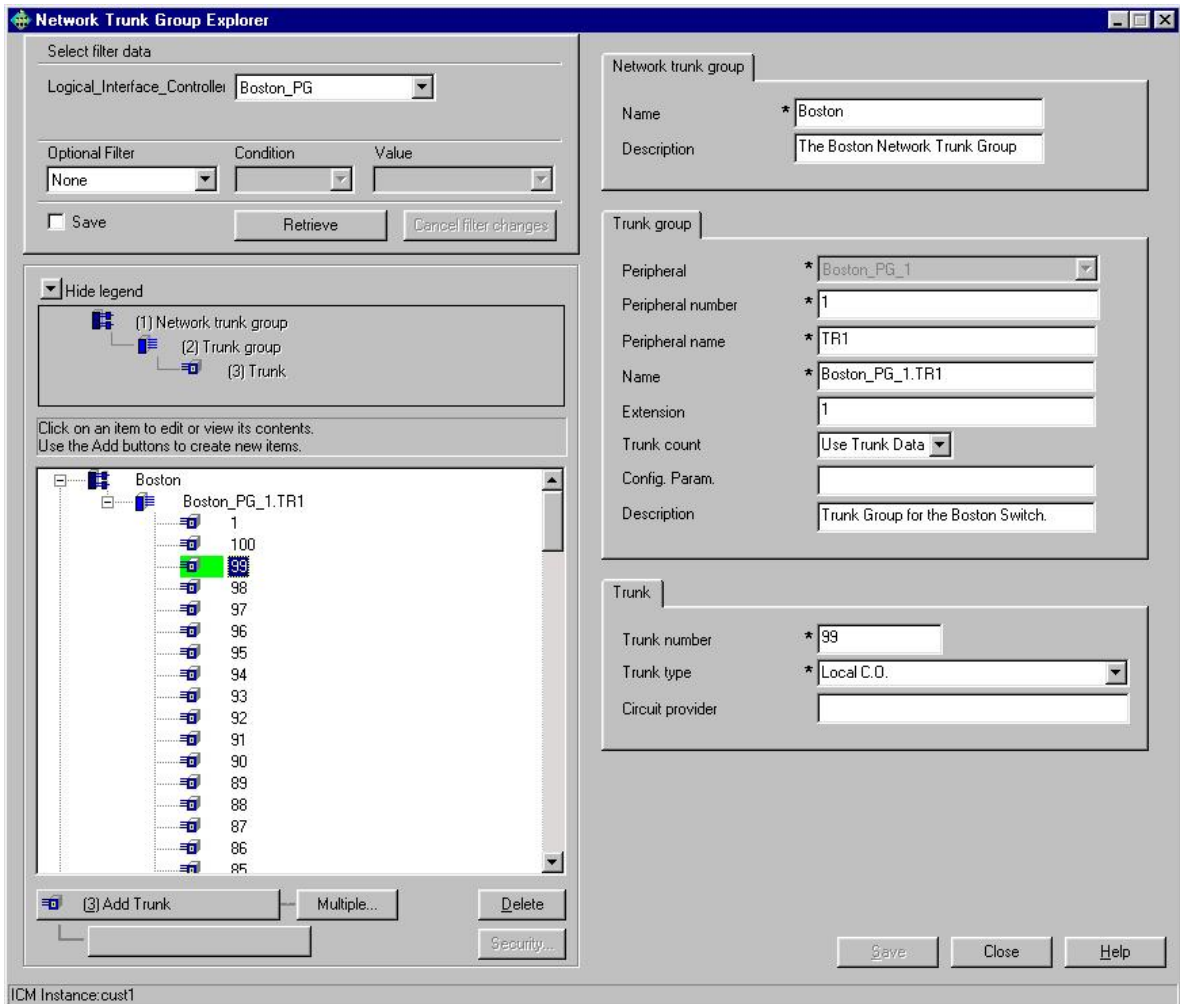 Network Trunk Group Explorer
Select filter data
Logical_Interface_Controller Boston_PG
Optional Filter Condition Value
None
Save Retrieve Cancel filter changes
Hide legend
(1) Network trunk group
(2) Trunk group
(3) Trunk
Click on an item to edit or view its contents.
Use the Add buttons to create new items.
Boston
Boston_PG_1.TR1
1
100
99
98
97
96
95
94
93
92
91
90
89
88
87
86
85
(3) Add Trunk Multiple... Delete
Security...
Network trunk group
Name * Boston
Description The Boston Network Trunk Group
Trunk group
Peripheral * Boston_PG_1
Peripheral number * 1
Peripheral name * TR1
Name * Boston_PG_1.TR1
Extension 1
Trunk count Use Trunk Data
Config. Param.
Description Trunk Group for the Boston Switch.
Trunk
Trunk number * 99
Trunk type * Local C.O.
Circuit provider
Save Close Help
ICM Instance:cust1